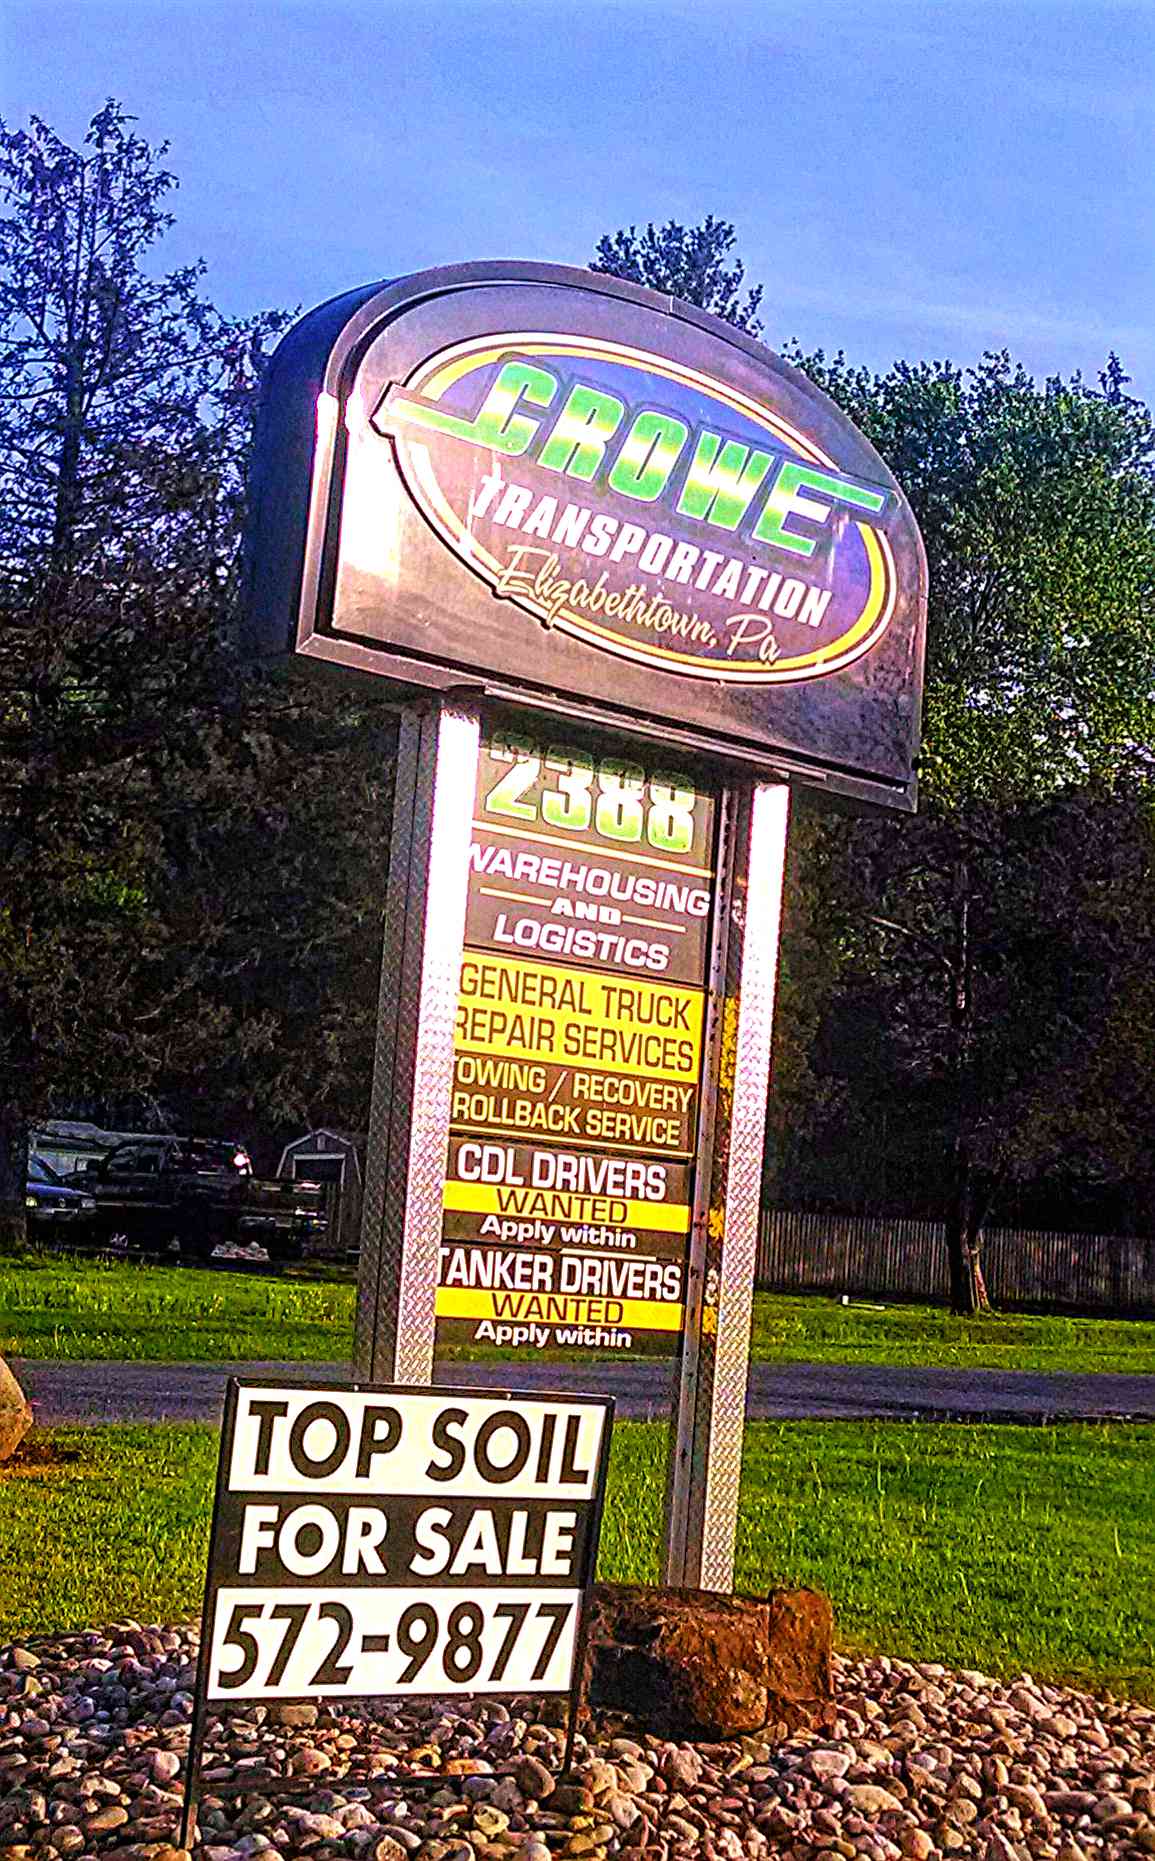 CROWE
TRANSPORTATION
Elizabethtown, Pa
2388
WAREHOUSING
AND
LOGISTICS
GENERAL TRUCK
REPAIR SERVICES
TOWING / RECOVERY
ROLLBACK SERVICE
CDL DRIVERS
WANTED
Apply within
TANKER DRIVERS
WANTED
Apply within
TOP SOIL
FOR SALE
572-9877